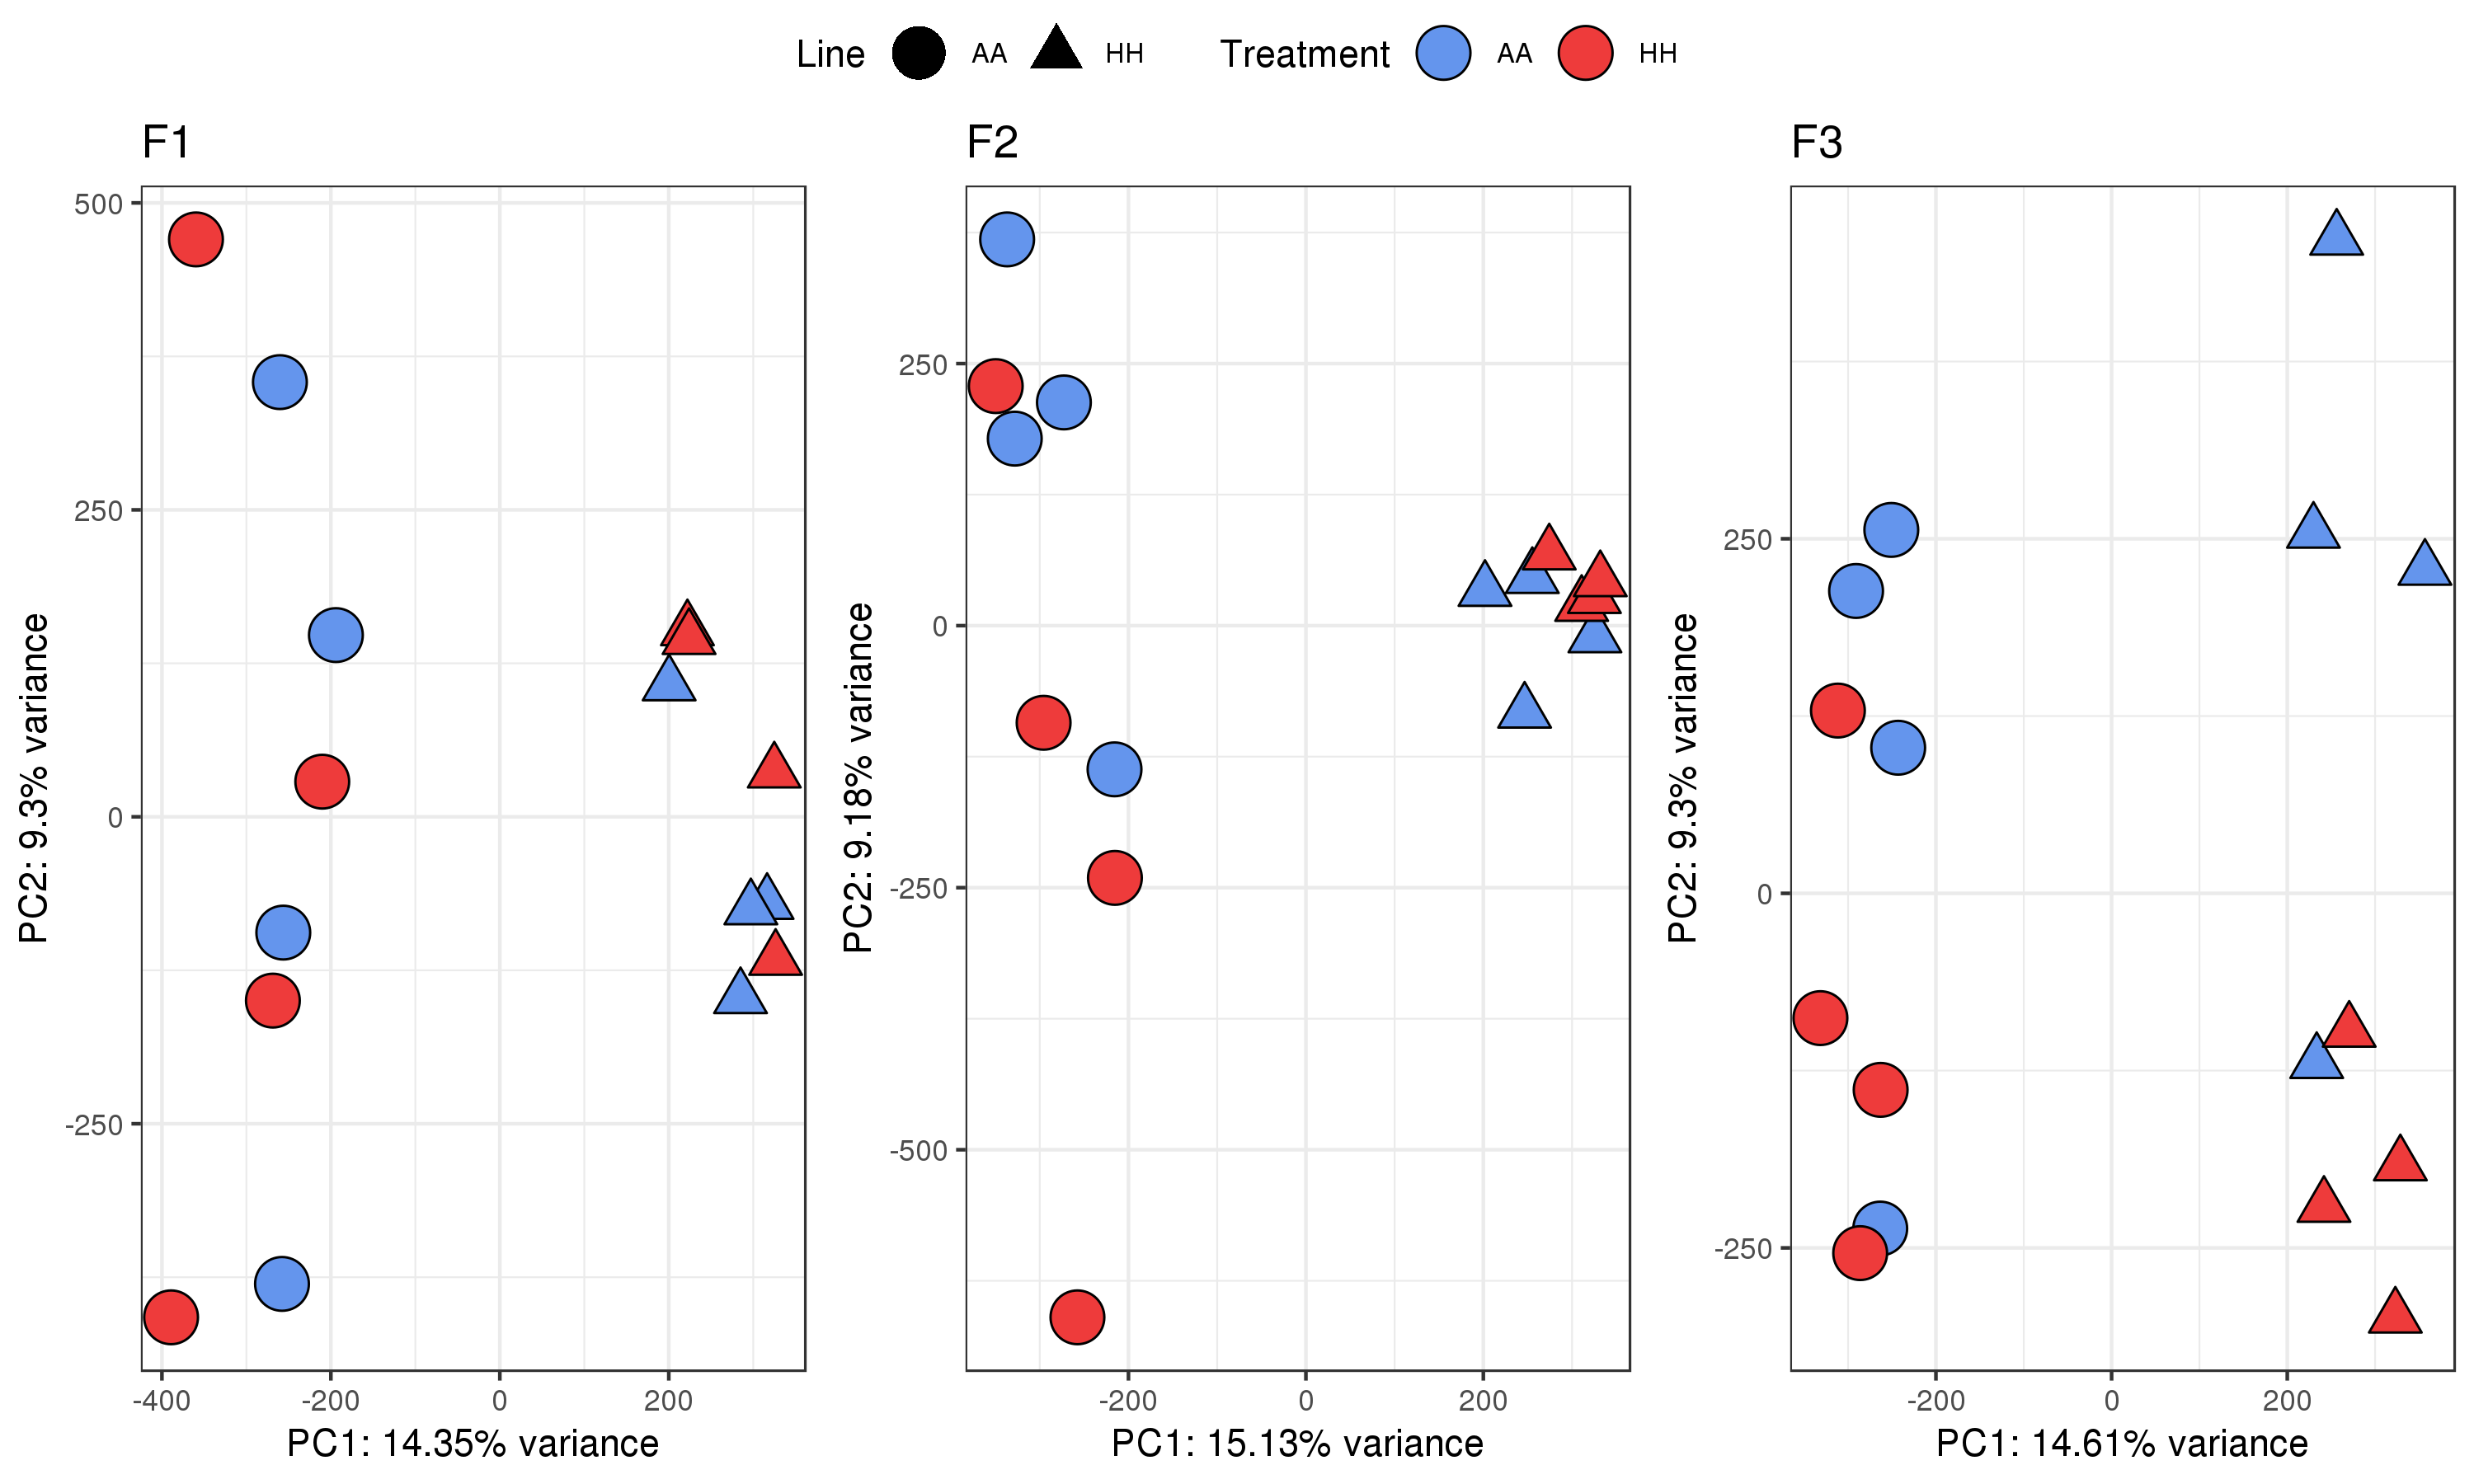 Line AA HH Treatment AA HH
F1
500
250
0
-250
-400 -200 0 200
PC1: 14.35% variance
PC2: 9.3% variance
F2
250
0
-250
-500
-200 0 200
PC1: 15.13% variance
PC2: 9.18% variance
F3
250
0
-250
-200 0 200
PC1: 14.61% variance
PC2: 9.3% variance